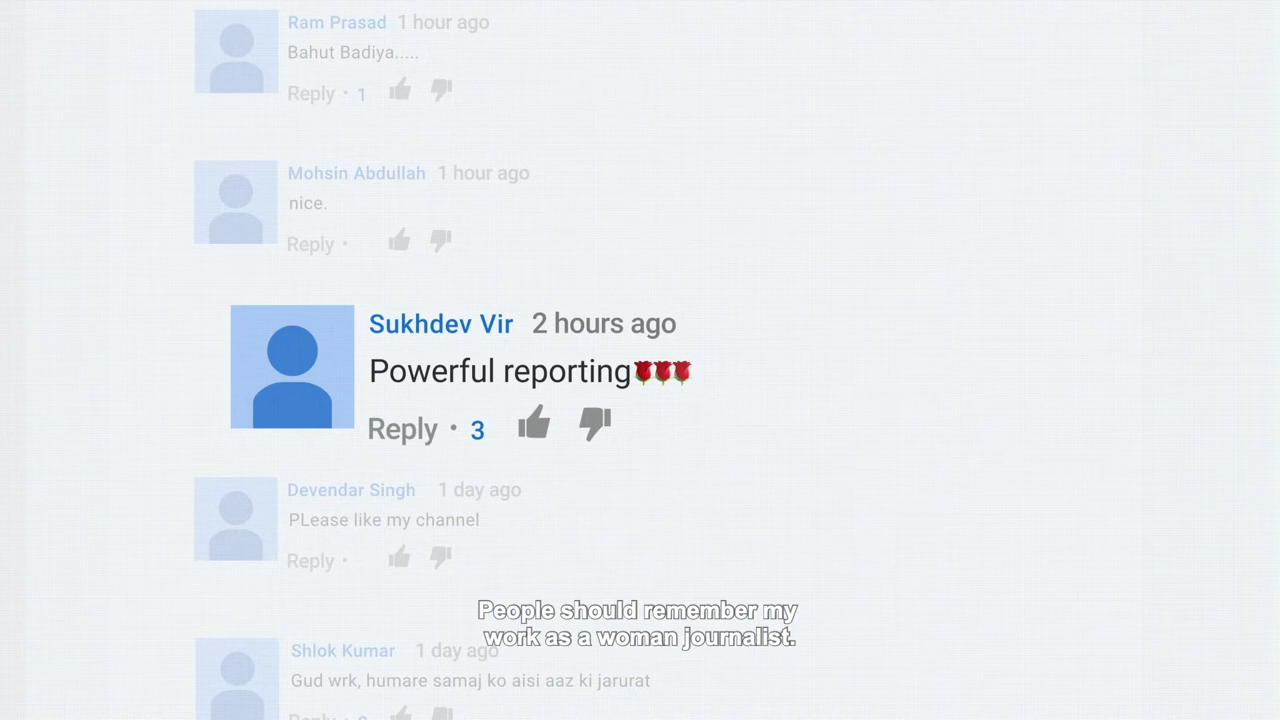 Ram Prasad 1 hour ago
Bahut Badiya.....
Reply • 1
Mohsin Abdullah 1 hour ago
nice.
Reply •
Sukhdev Vir 2 hours ago
Powerful reporting🌹🌹🌹
Reply • 3
Devendar Singh 1 day ago
PLease like my channel
Reply •
People should remember my
work as a woman journalist.
Shlok Kumar 1 day ago
Gud wrk, humare samaj ko aisi aaz ki jarurat
Reply •